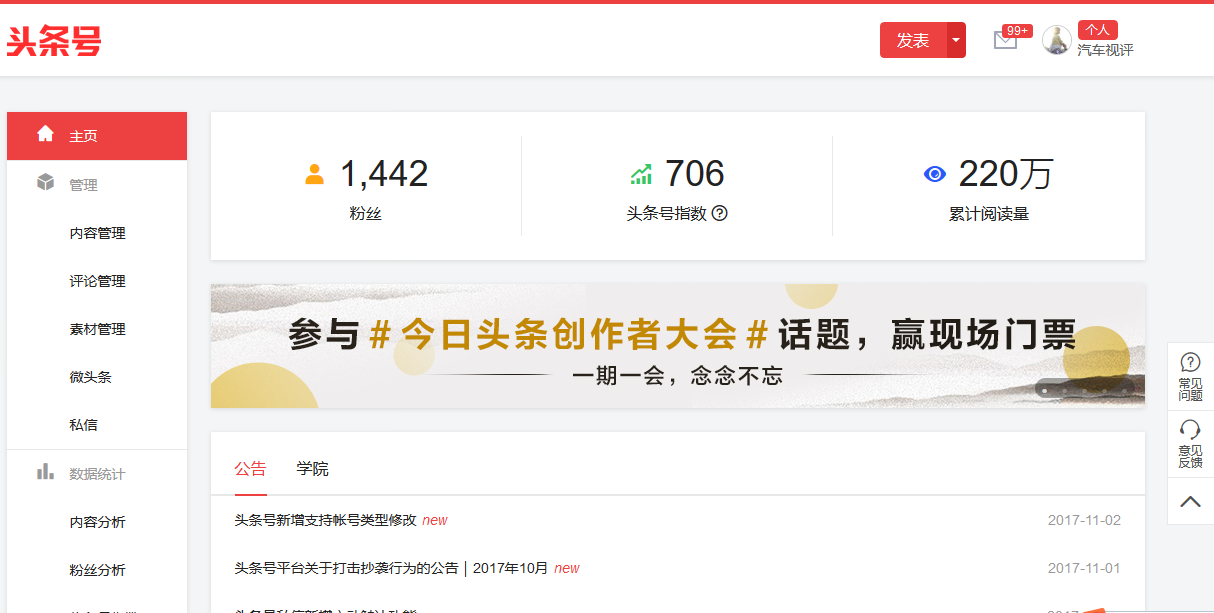 头条号
发表
99+
个人
汽车视评
主页
管理
内容管理
评论管理
素材管理
微头条
私信
数据统计
内容分析
粉丝分析
1,442
粉丝
706
头条号指数
220万
累计阅读量
参与#今日头条创作者大会#话题，赢现场门票
一期一会，念念不忘
公告 学院
头条号新增支持帐号类型修改 new 2017-11-02
头条号平台关于打击抄袭行为的公告｜2017年10月 new 2017-11-01
常见
问题
意见
反馈